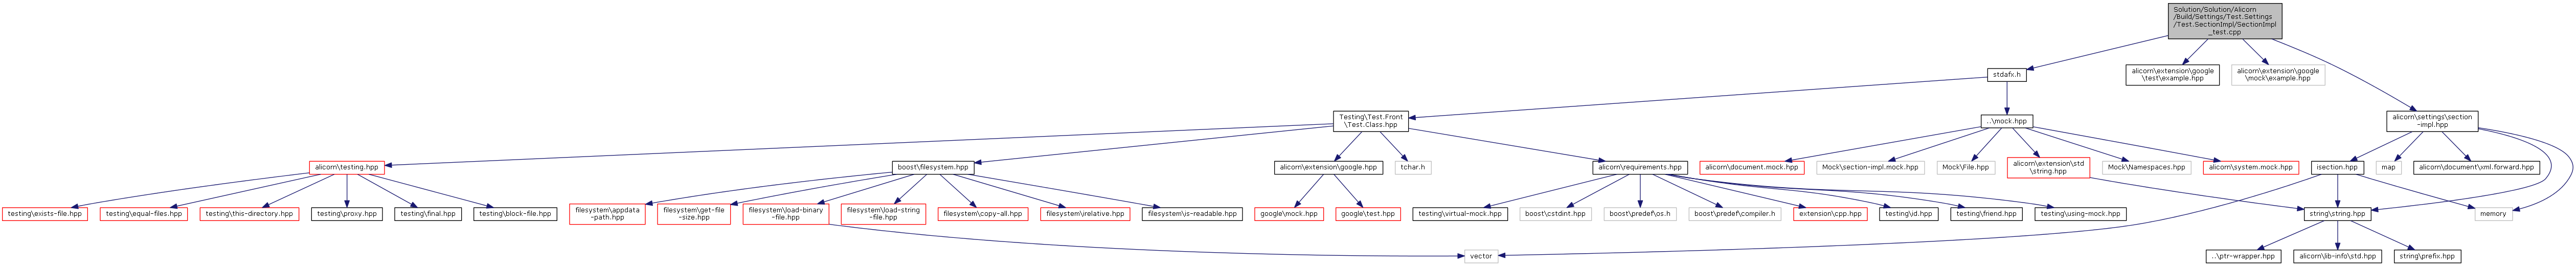 Solution/Solution/Alicorn
/Build/Settings/Test.Settings
/Test.SectionImpl/SectionImpl
_test.cpp
stdafx.h
alicorn\extension\google
\test\example.hpp
alicorn\extension\google
\mock\example.hpp
Testing\Test.Front
\Test.Class.hpp
..\mock.hpp
alicorn\settings\section
-impl.hpp
alicorn\testing.hpp
boost\filesystem.hpp
alicorn\extension\google.hpp
tchar.h
alicorn\requirements.hpp
alicorn\document.mock.hpp
Mock\section-impl.mock.hpp
Mock\File.hpp
alicorn\extension\std
\string.hpp
Mock\Namespaces.hpp
alicorn\system.mock.hpp
isection.hpp
map
alicorn\document\xml.forward.hpp
testing\exists-file.hpp
testing\equal-files.hpp
testing\this-directory.hpp
testing\proxy.hpp
testing\final.hpp
testing\block-file.hpp
filesystem\appdata
-path.hpp
filesystem\get-file
-size.hpp
filesystem\load-binary
-file.hpp
filesystem\load-string
-file.hpp
filesystem\copy-all.hpp
filesystem\irelative.hpp
filesystem\is-readable.hpp
google\mock.hpp
google\test.hpp
testing\virtual-mock.hpp
boost\cstdint.hpp
boost\predef\os.h
boost\predef\compiler.h
extension\cpp.hpp
testing\id.hpp
testing\friend.hpp
testing\using-mock.hpp
string\string.hpp
memory
vector
..\ptr-wrapper.hpp
alicorn\lib-info\std.hpp
string\prefix.hpp